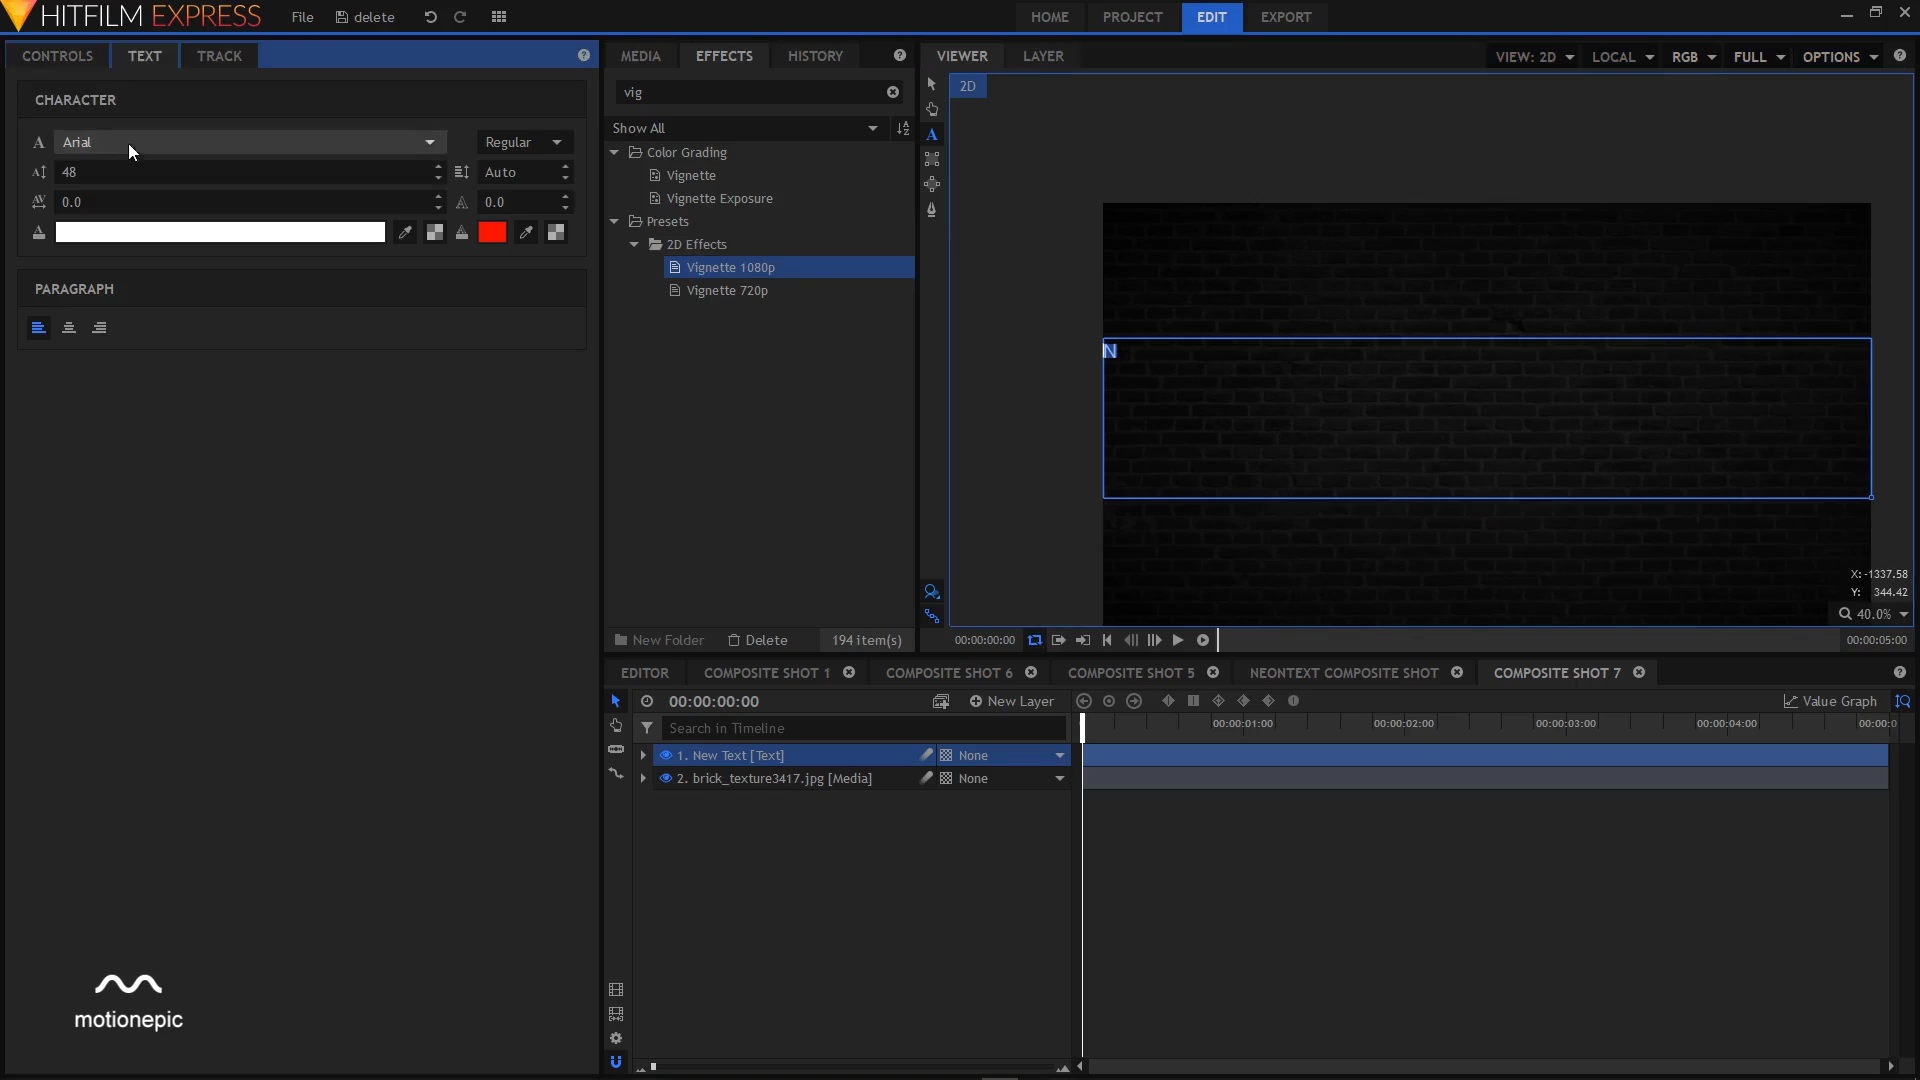 HITFILM EXPRESS
File
delete
HOME
PROJECT
EDIT
EXPORT
CONTROLS
TEXT
TRACK
MEDIA
EFFECTS
HISTORY
VIEWER
LAYER
VIEW: 2D
LOCAL
RGB
FULL
OPTIONS
vig
2D
CHARACTER
Show All
Arial
Regular
A
Color Grading
48
Auto
Vignette
0.0
0.0
Vignette Exposure
Presets
2D Effects
Vignette 1080p
PARAGRAPH
Vignette 720p
N
X: -1337.58
Y: 344.42
40.0%
New Folder
Delete
194 item(s)
00:00:00:00
00:00:05:00
EDITOR
COMPOSITE SHOT 1
COMPOSITE SHOT 6
COMPOSITE SHOT 5
NEONTEXT COMPOSITE SHOT
COMPOSITE SHOT 7
00:00:00:00
New Layer
Value Graph
Search in Timeline
00:00:01:00
00:00:02:00
00:00:03:00
00:00:04:00
00:00:0
1. New Text [Text]
None
2. brick_texture3417.jpg [Media]
None
motionepic